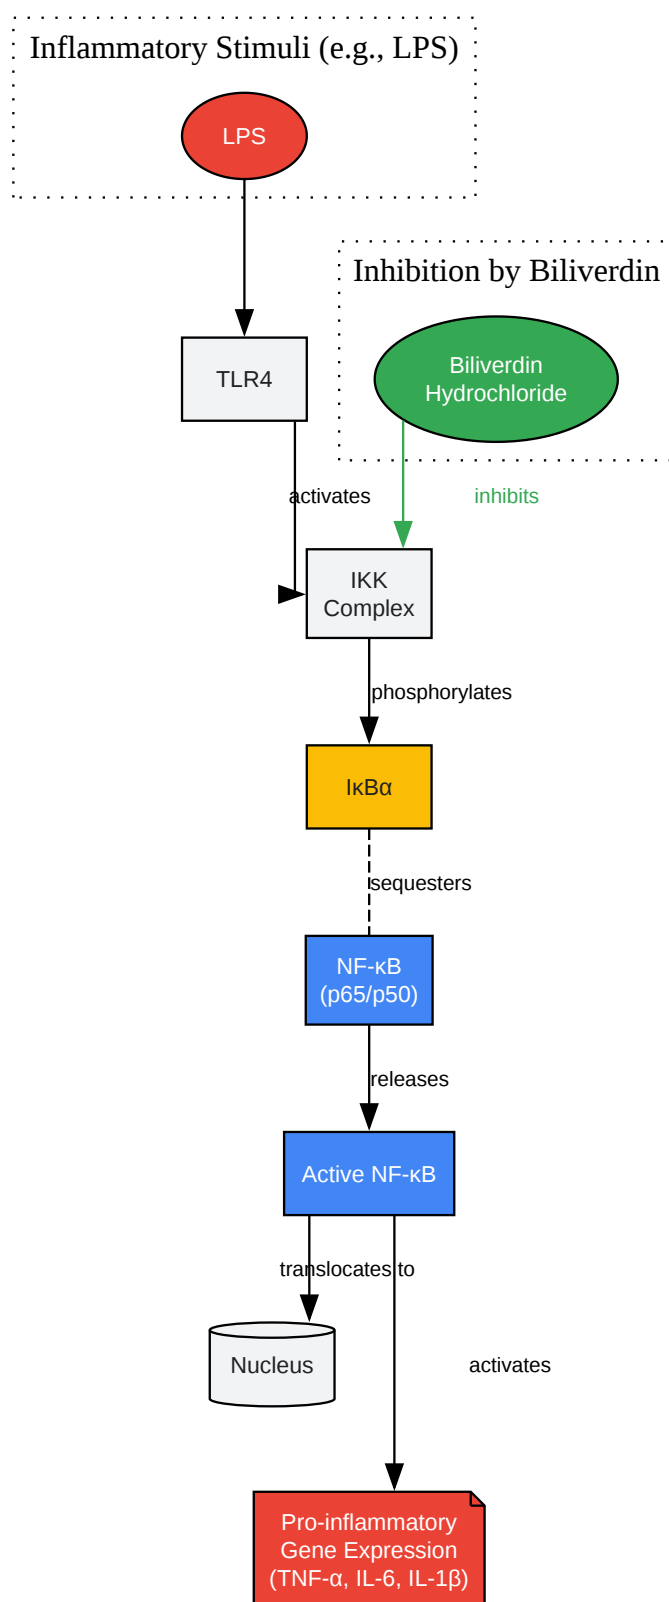 Inflammatory Stimuli (e.g., LPS)
LPS
Inhibition by Biliverdin
Biliverdin
Hydrochloride
TLR4
activates
inhibits
IKK
Complex
phosphorylates
IκBα
sequesters
NF-κB
(p65/p50)
releases
Active NF-κB
translocates to
Nucleus
activates
Pro-inflammatory
Gene Expression
(TNF-α, IL-6, IL-1β)